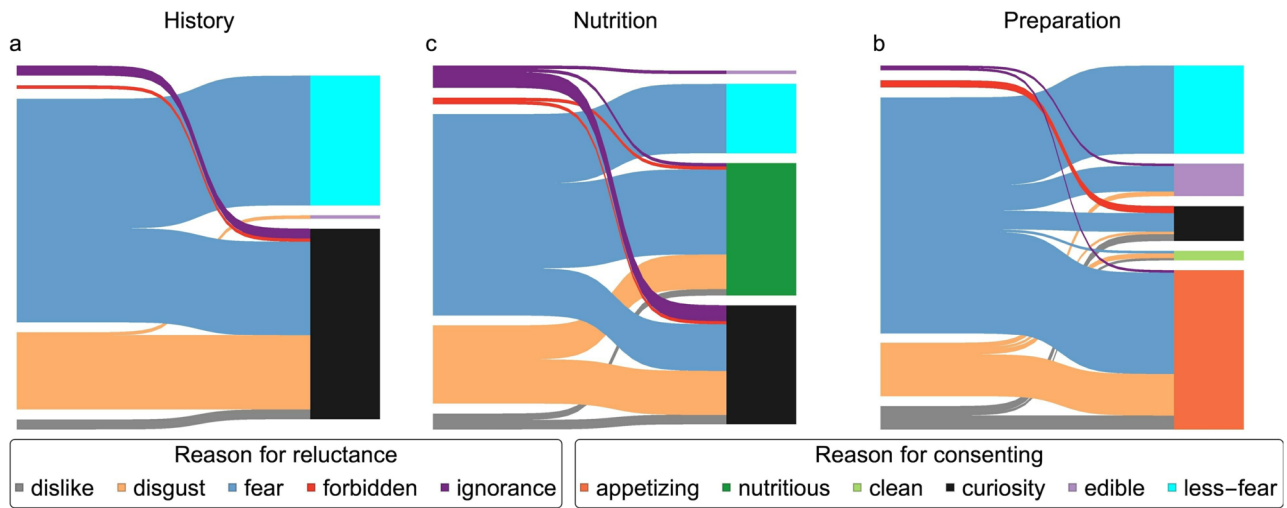 History
Nutrition
Preparation
a
c
b
Reason for reluctance
dislike disgust fear forbidden ignorance
Reason for consenting
appetizing nutritious clean curiosity edible less-fear